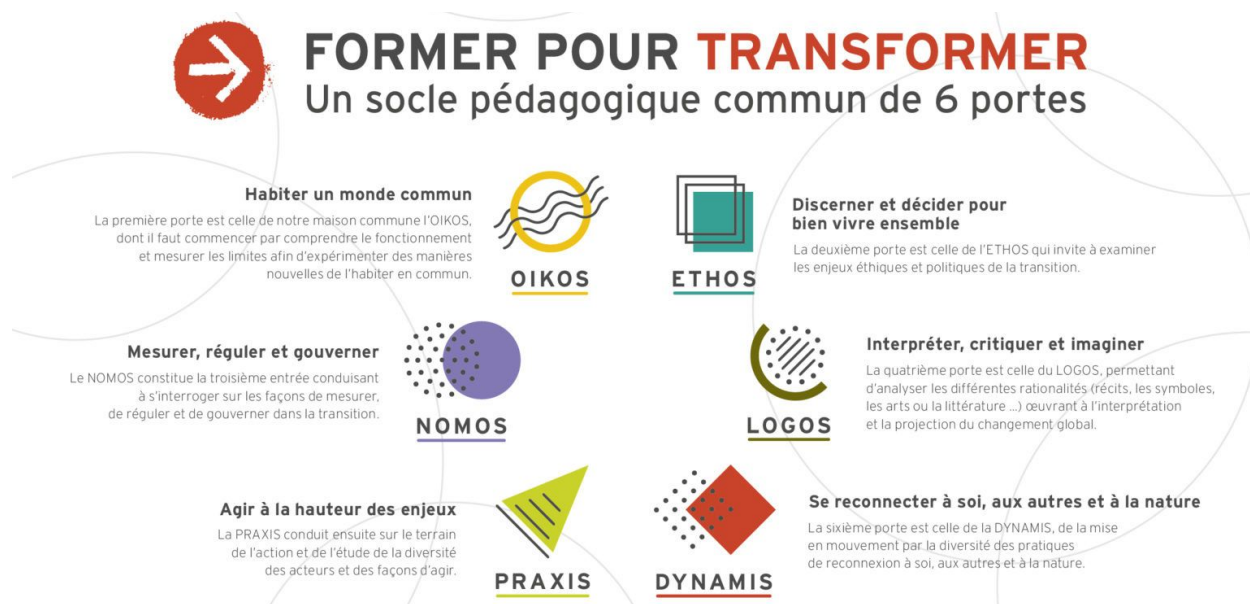 FORMER POUR TRANSFORMER
Un socle pédagogique commun de 6 portes
Habiter un monde commun
La première porte est celle de notre maison commune l’OIKOS,
dont il faut commencer par comprendre le fonctionnement
et mesurer les limites afin d’expérimenter des manières
nouvelles de l’habiter en commun.
OIKOS
ETHOS
Discerner et décider pour
bien vivre ensemble
La deuxième porte est celle de l’ETHOS qui invite à examiner
les enjeux éthiques et politiques de la transition.
Mesurer, réguler et gouverner
Le NOMOS constitue la troisième entrée conduisant
à s’interroger sur les façons de mesurer,
de réguler et de gouverner dans la transition.
NOMOS
LOGOS
Interpréter, critiquer et imaginer
La quatrième porte est celle du LOGOS, permettant
d’analyser les différentes rationalités (récits, les symboles,
les arts ou la littérature ...) œuvrant à l’interprétation
et la projection du changement global.
Agir à la hauteur des enjeux
La PRAXIS conduit ensuite sur le terrain
de l’action et de l’étude de la diversité
des acteurs et des façons d’agir.
PRAXIS
DYNAMIS
Se reconnecter à soi, aux autres et à la nature
La sixième porte est celle de la DYNAMIS, de la mise
en mouvement par la diversité des pratiques
de reconnexion à soi, aux autres et à la nature.